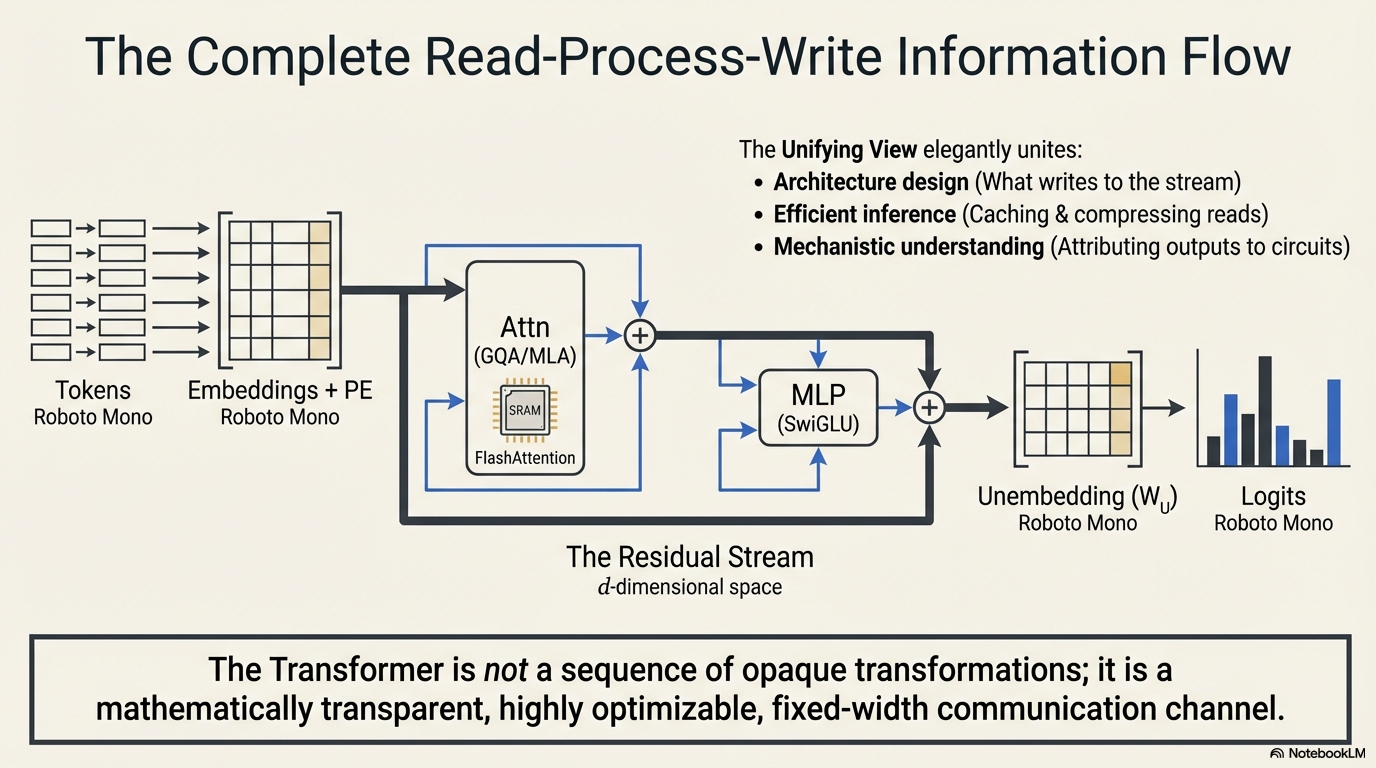 The Complete Read-Process-Write Information Flow
The Unifying View elegantly unites:
• Architecture design (What writes to the stream)
• Efficient inference (Caching & compressing reads)
• Mechanistic understanding (Attributing outputs to circuits)
Tokens
Roboto Mono
Embeddings + PE
Roboto Mono
Attn
(GQA/MLA)
SRAM
FlashAttention
+
MLP
(SwiGLU)
+
Unembedding (W_U)
Roboto Mono
Logits
Roboto Mono
The Residual Stream
d-dimensional space
The Transformer is not a sequence of opaque transformations; it is a
mathematically transparent, highly optimizable, fixed-width communication channel.
NotebookLM